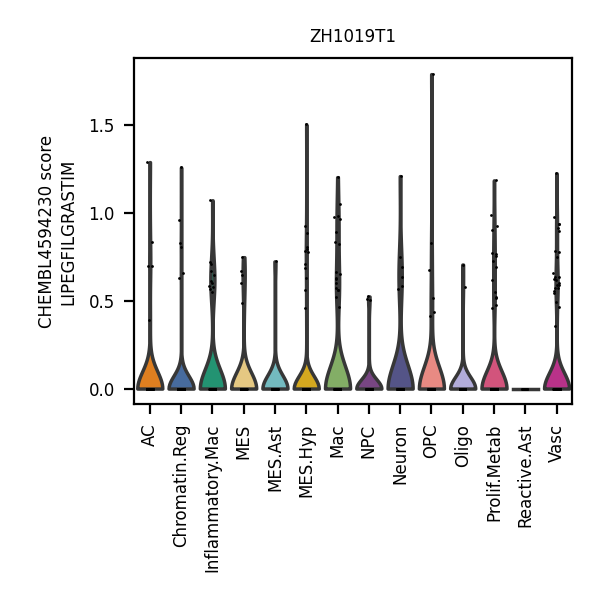 ZH1019T1
CHEMBL4594230 score
LIPEGFILGRASTIM
1.5
1.0
0.5
0.0
AC
Chromatin.Reg
Inflammatory.Mac
MES
MES.Ast
MES.Hyp
Mac
NPC
Neuron
OPC
Oligo
Prolif.Metab
Reactive.Ast
Vasc